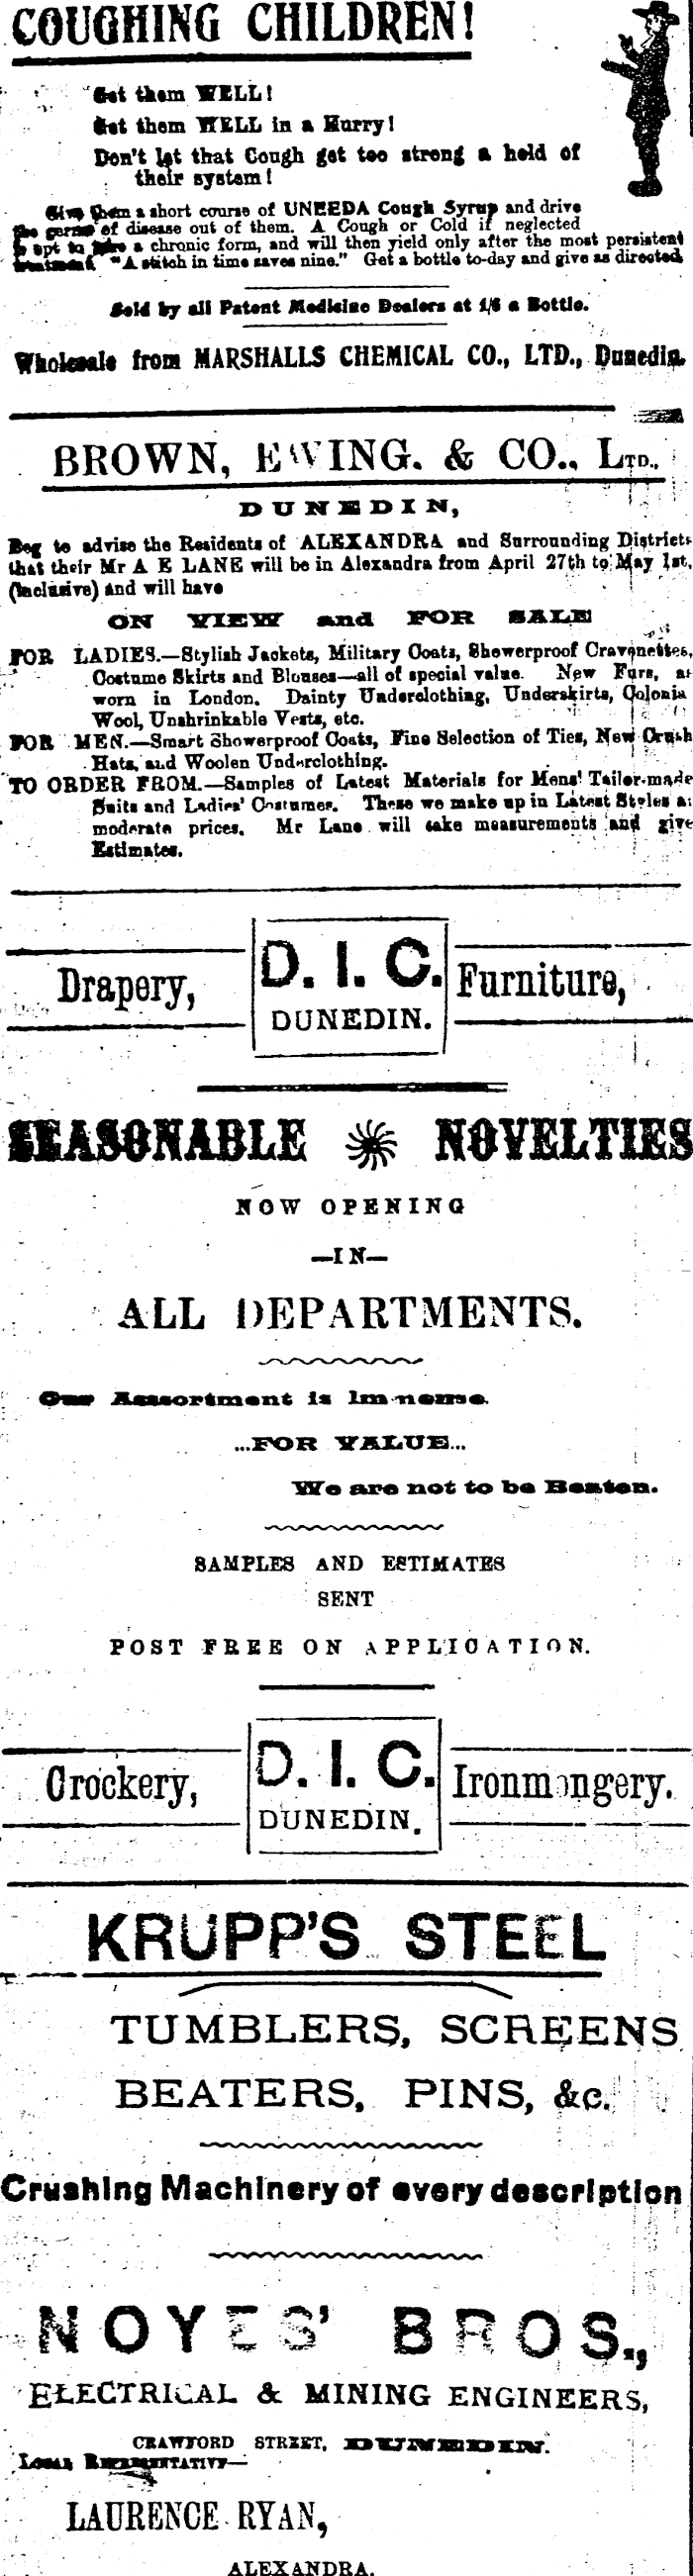 COUGHING CHILDREN!
Get them WELL!
Get them WELL in a Hurry!
Don't let that Cough get too strong a hold of
their system!
Give them a short course of UNEEDA Cough Syrup and drive
the germs of disease out of them. A Cough or Cold if neglected
is apt to take a chronic form, and will then yield only after the most persistent
treatment. "A stitch in time saves nine." Get a bottle to-day and give as directed.
Sold by all Patent Medicine Dealers at 1/6 a Bottle.
Wholesale from MARSHALLS CHEMICAL CO., LTD., Dunedin.
BROWN, EWING. & CO., LTD.,
DUNEDIN,
Beg to advise the Residents of ALEXANDRA and Surrounding Districts
that their Mr A E LANE will be in Alexandra from April 27th to May 1st,
(inclusive) and will have
ON VIEW and FOR SALE
FOR LADIES.—Stylish Jackets, Military Coats, Showerproof Cravenettes,
Costume Skirts and Blouses—all of special value. New Furs, as
worn in London. Dainty Underclothing, Underskirts, Colonia
Wool, Unshrinkable Vests, etc.
FOR MEN.—Smart Showerproof Coats, Fine Selection of Ties, New Crush
Hats, and Woolen Underclothing.
TO ORDER FROM.—Samples of Latest Materials for Mens' Tailor-made
Suits and Ladies' Costumes. These we make up in Latest Styles at
moderate prices. Mr Lane will take measurements and give
Estimates.
Drapery, D. I. C. Furniture,
DUNEDIN.
SEASONABLE NOVELTIES
NOW OPENING
—IN—
ALL DEPARTMENTS.
Our Assortment is Immense.
...FOR VALUE...
We are not to be Beaten.
SAMPLES AND ESTIMATES
SENT
POST FREE ON APPLICATION.
Crockery, D. I. C. Ironmongery.
DUNEDIN.
KRUPP'S STEEL
TUMBLERS, SCREENS
BEATERS, PINS, &c.
Crushing Machinery of every description
NOYES' BROS.,
ELECTRICAL & MINING ENGINEERS,
CRAWFORD STREET, DUNEDIN.
LOCAL REPRESENTATIVE—
LAURENCE RYAN,
ALEXANDRA.